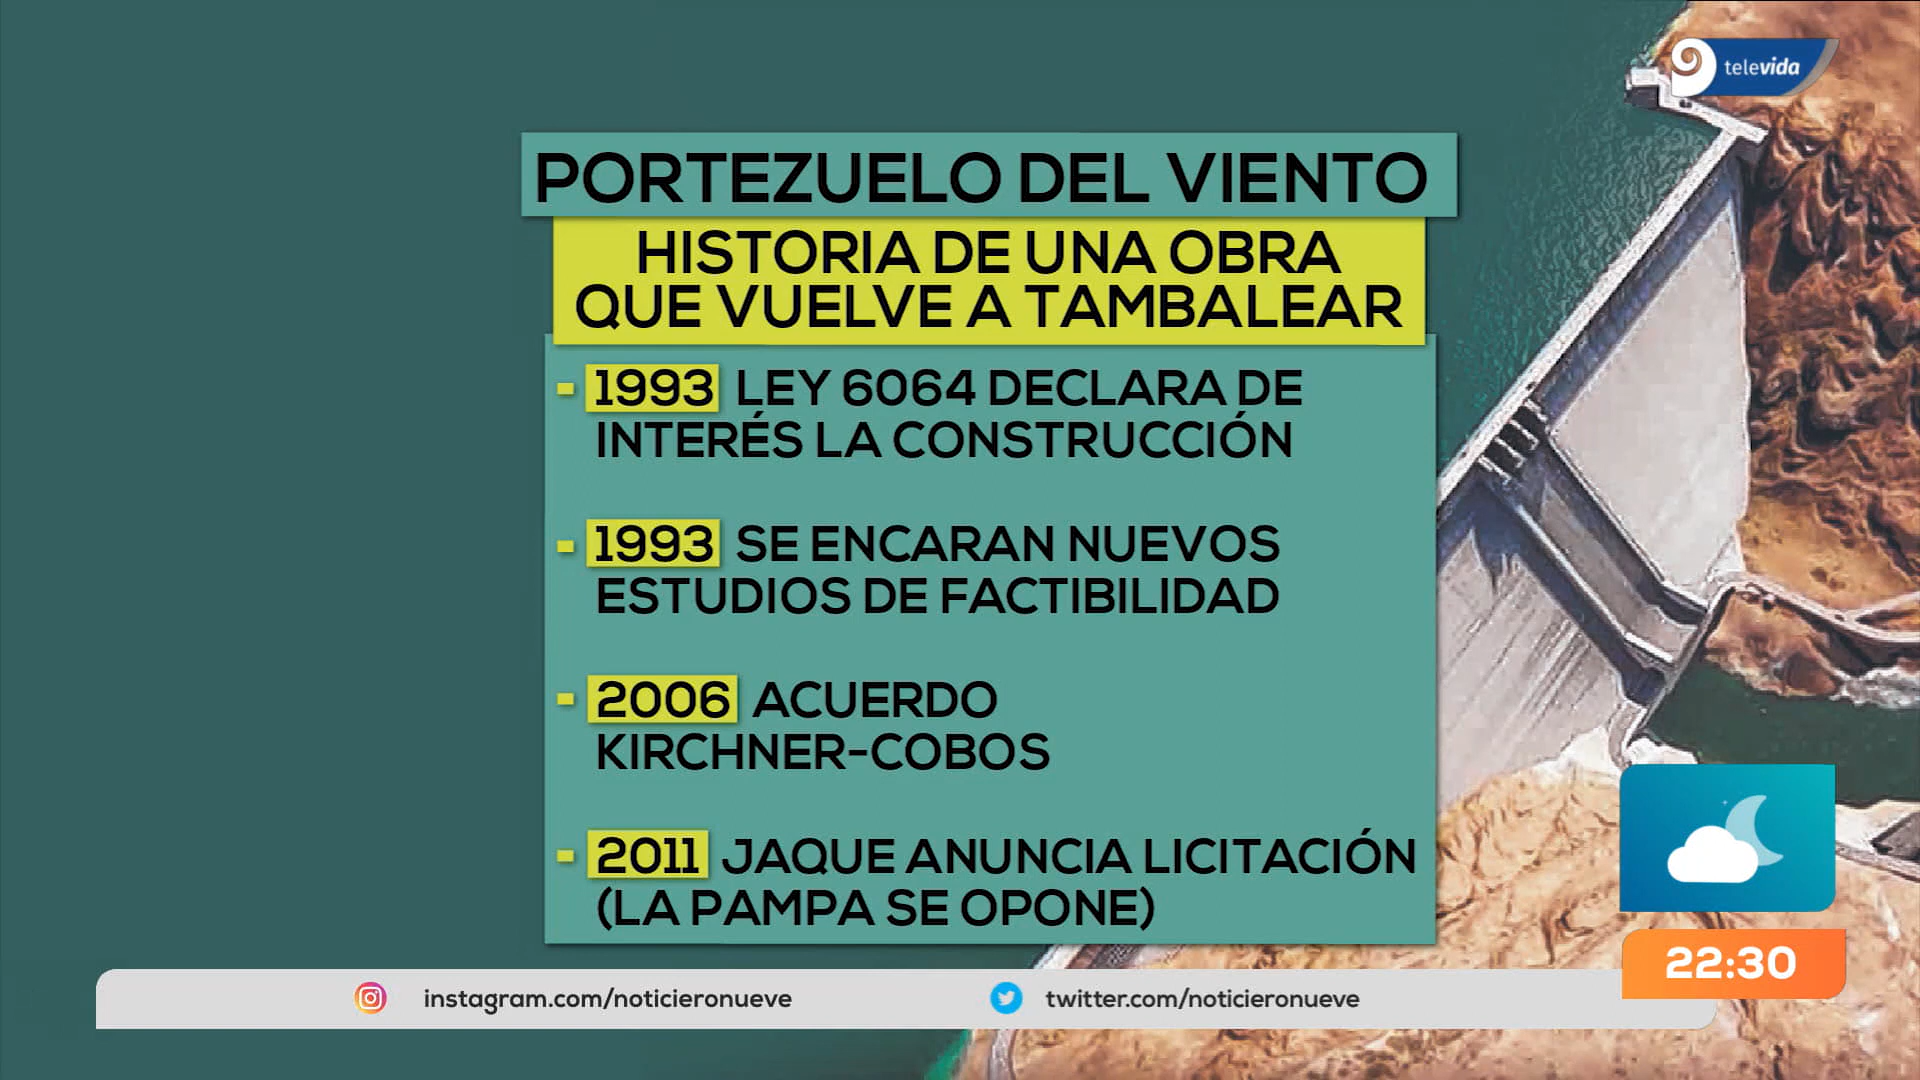 9 televida
PORTEZUELO DEL VIENTO
HISTORIA DE UNA OBRA
QUE VUELVE A TAMBALEAR
- 1993 LEY 6064 DECLARA DE
INTERÉS LA CONSTRUCCIÓN
- 1993 SE ENCARAN NUEVOS
ESTUDIOS DE FACTIBILIDAD
- 2006 ACUERDO
KIRCHNER-COBOS
- 2011 JAQUE ANUNCIA LICITACIÓN
(LA PAMPA SE OPONE)
22:30
instagram.com/noticieronueve
twitter.com/noticieronueve